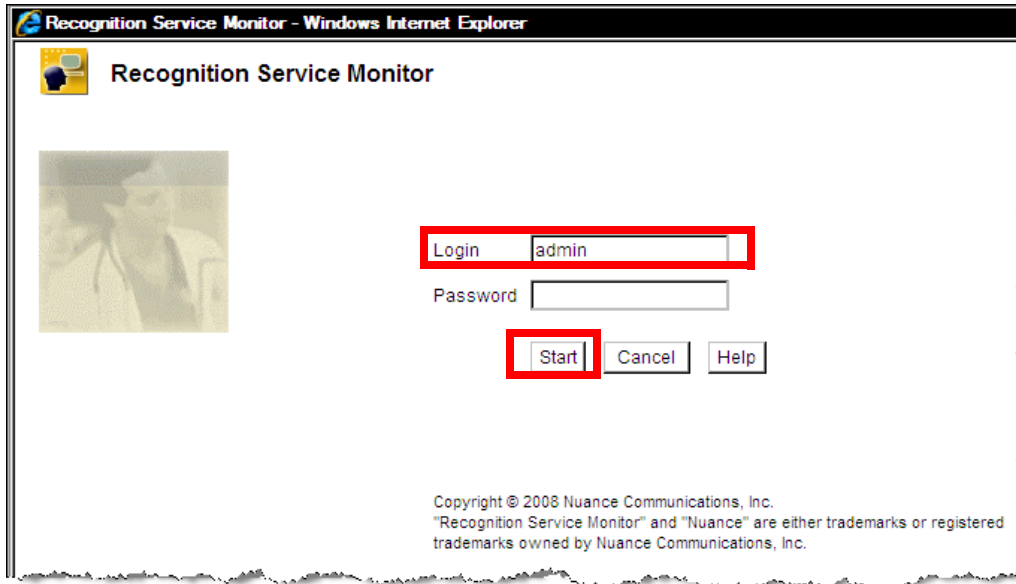 Recognition Service Monitor - Windows Internet Explorer
Recognition Service Monitor
Login admin
Password
Start Cancel Help
Copyright © 2008 Nuance Communications, Inc.
"Recognition Service Monitor" and "Nuance" are either trademarks or registered
trademarks owned by Nuance Communications, Inc.